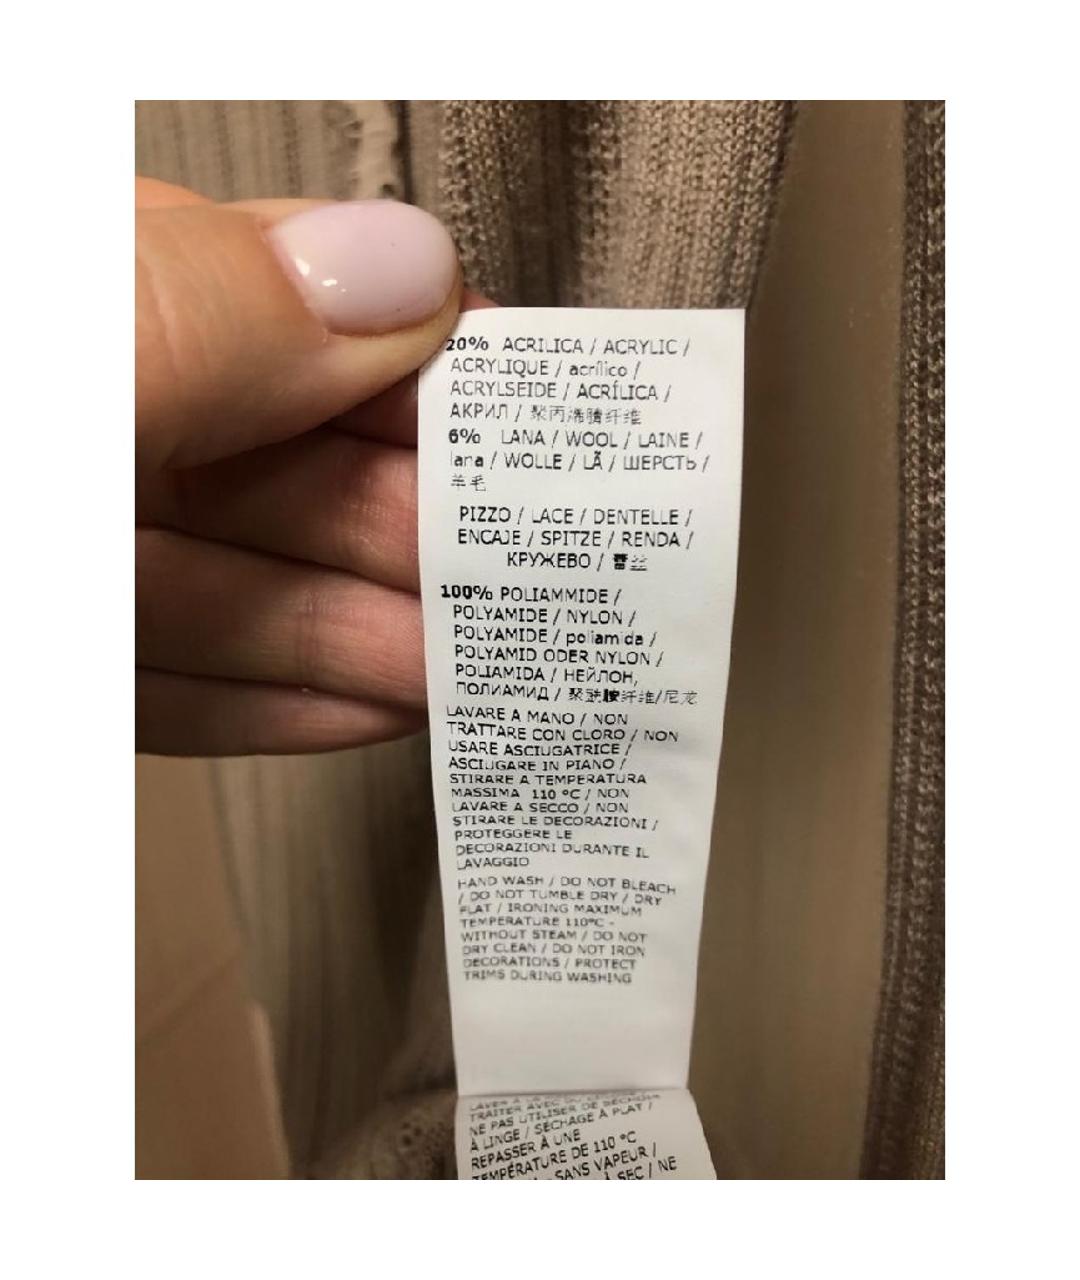 20% ACRILICA / ACRYLIC /
ACRYLIQUE / acrílico /
ACRYLSEIDE / ACRÍLICA /
АКРИЛ / 聚丙烯腈纤维
6% LANA / WOOL / LAINE /
lana / WOLLE / LÃ / ШЕРСТЬ /
羊毛
PIZZO / LACE / DENTELLE /
ENCAJE / SPITZE / RENDA /
КРУЖЕВО / 蕾丝
100% POLIAMMIDE /
POLYAMIDE / NYLON /
POLYAMIDE / poliamida /
POLYAMID ODER NYLON /
POLIAMIDA / НЕЙЛОН,
ПОЛИАМИД / 聚酰胺纤维/尼龙
LAVARE A MANO / NON
TRATTARE CON CLORO / NON
USARE ASCIUGATRICE /
ASCIUGARE IN PIANO /
STIRARE A TEMPERATURA
MASSIMA 110 °C / NON
LAVARE A SECCO / NON
STIRARE LE DECORAZIONI /
PROTEGGERE LE
DECORAZIONI DURANTE IL
LAVAGGIO
HAND WASH / DO NOT BLEACH
/ DO NOT TUMBLE DRY / DRY
FLAT / IRONING MAXIMUM
TEMPERATURE 110°C -
WITHOUT STEAM / DO NOT
DRY CLEAN / DO NOT IRON
DECORATIONS / PROTECT
TRIMS DURING WASHING
LAVER À LA
TRAITER AVEC DU
NE PAS UTILISER DE SÉCHOIR
À LINGE / SÉCHAGE À PLAT /
REPASSER À UNE
TEMPÉRATURE DE 110 °C
SANS VAPEUR /
À SEC / NE